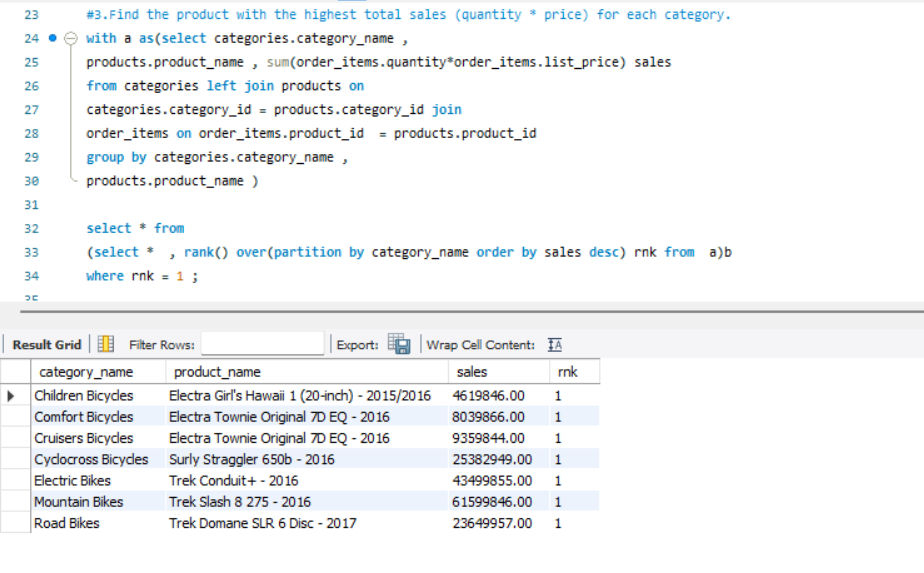 23 #3.Find the product with the highest total sales (quantity * price) for each category.
24 with a as(select categories.category_name ,
25 products.product_name , sum(order_items.quantity*order_items.list_price) sales
26 from categories left join products on
27 categories.category_id = products.category_id join
28 order_items on order_items.product_id = products.product_id
29 group by categories.category_name ,
30 products.product_name )
31
32 select * from
33 (select * , rank() over(partition by category_name order by sales desc) rnk from a)b
34 where rnk = 1 ;
Result Grid Filter Rows: Export: Wrap Cell Content: IA
category_name product_name sales rnk
Children Bicycles Electra Girl's Hawaii 1 (20-inch) - 2015/2016 4619846.00 1
Comfort Bicycles Electra Townie Original 7D EQ - 2016 8039866.00 1
Cruisers Bicycles Electra Townie Original 7D EQ - 2016 9359844.00 1
Cyclocross Bicycles Surly Straggler 650b - 2016 25382949.00 1
Electric Bikes Trek Conduit+ - 2016 43499855.00 1
Mountain Bikes Trek Slash 8 275 - 2016 61599846.00 1
Road Bikes Trek Domane SLR 6 Disc - 2017 23649957.00 1